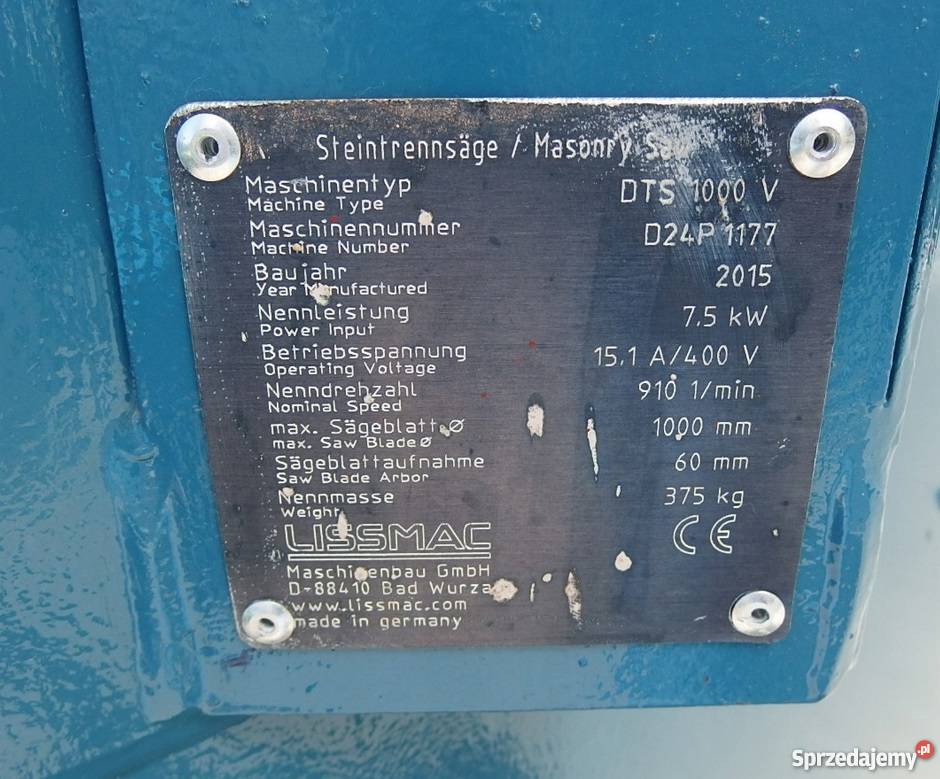 Steintrennsäge / Masonry Saw
Maschinentyp DTS 1000 V
Machine Type
Maschinennummer D24P1177
Machine Number
Baujahr 2015
Year Manufactured
Nennleistung 7.5 kW
Power Input
Betriebsspannung 15.1 A/400 V
Operating Voltage
Nenndrehzahl 910 1/min
Nominal Speed
max. Sägeblatt Ø 1000 mm
max. Saw Blade Ø
Sägeblattaufnahme 60 mm
Saw Blade Arbor
Nennmasse 375 kg
Weight
LISSMAC CE
Maschinenbau GmbH
D-88410 Bad Wurza
www.lissmac.com
made in germany
Sprzedajemy.pl